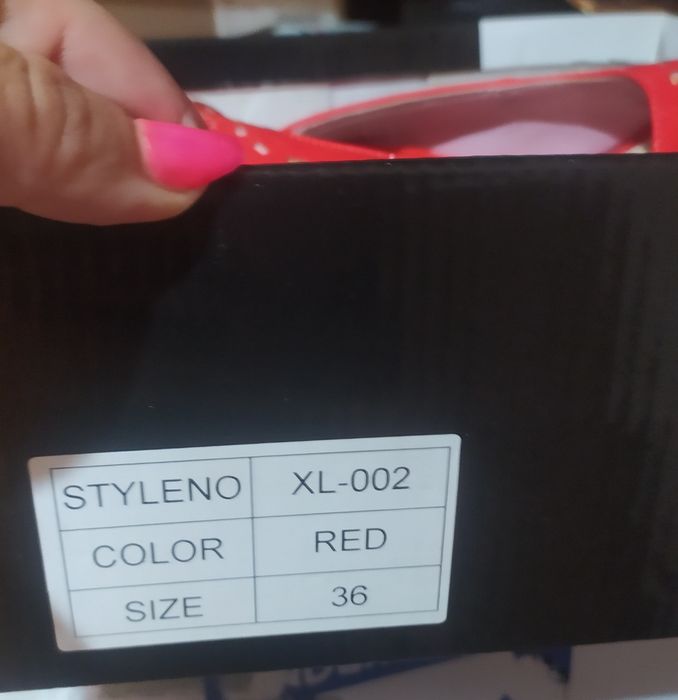 STYLENO XL-002
COLOR RED
SIZE 36